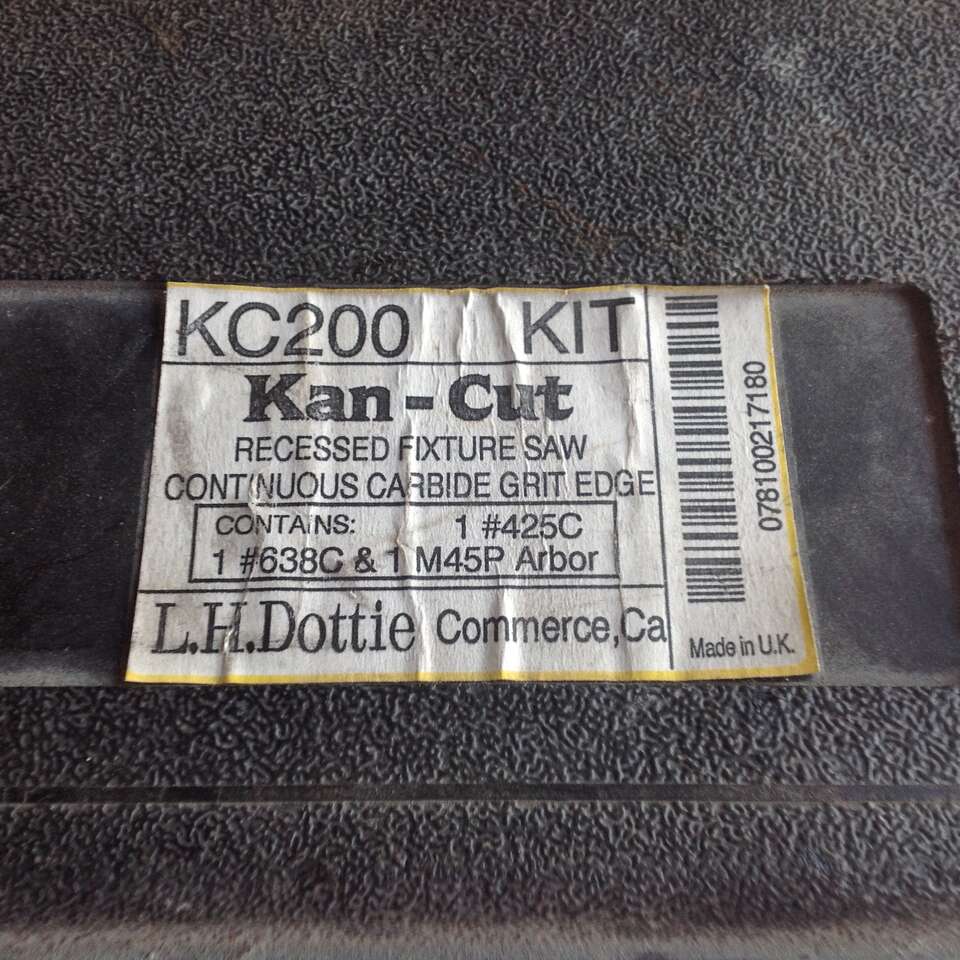 KC200 KIT
Kan-Cut
RECESSED FIXTURE SAW
CONTINUOUS CARBIDE GRIT EDGE
CONTAINS: 1 #425C
1 #638C & 1 M45P Arbor
L.H.Dottie Commerce,Ca
078100217180
Made in U.K.